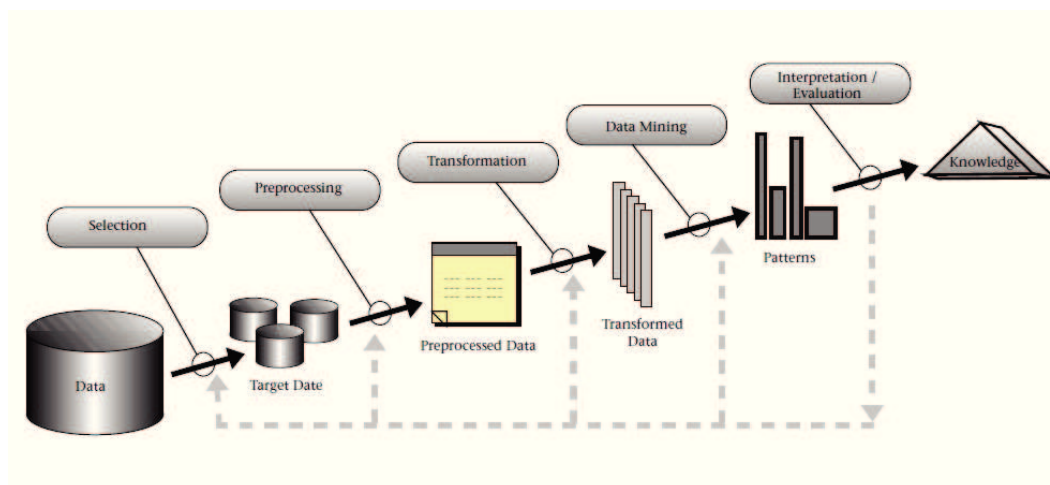 Interpretation /
Evaluation
Data Mining
Transformation
Knowledge
Preprocessing
Selection
Patterns
Transformed
Data
Preprocessed Data
Target Date
Data